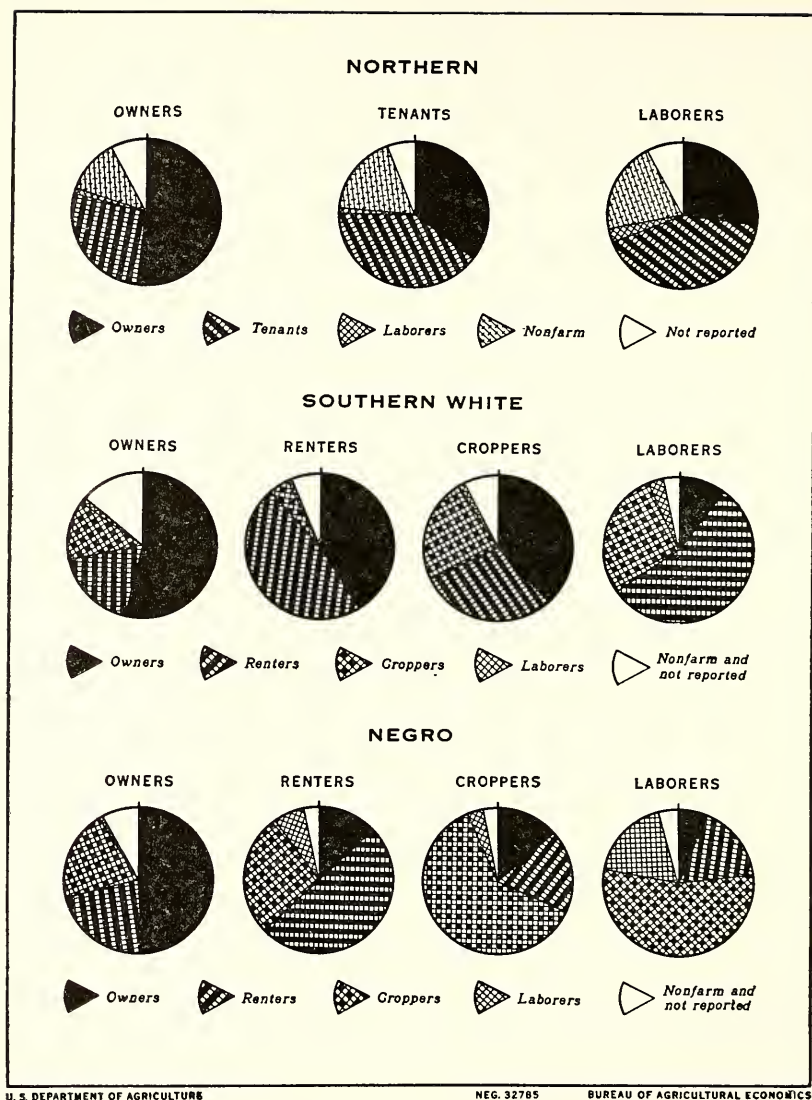 NORTHERN
OWNERS TENANTS LABORERS
Owners Tenants Laborers Nonfarm Not reported
SOUTHERN WHITE
OWNERS RENTERS CROPPERS LABORERS
Owners Renters Croppers Laborers Nonfarm and
not reported
NEGRO
OWNERS RENTERS CROPPERS LABORERS
Owners Renters Croppers Laborers Nonfarm and
not reported
U. S. DEPARTMENT OF AGRICULTURE NEG. 32785 BUREAU OF AGRICULTURAL ECONOMICS